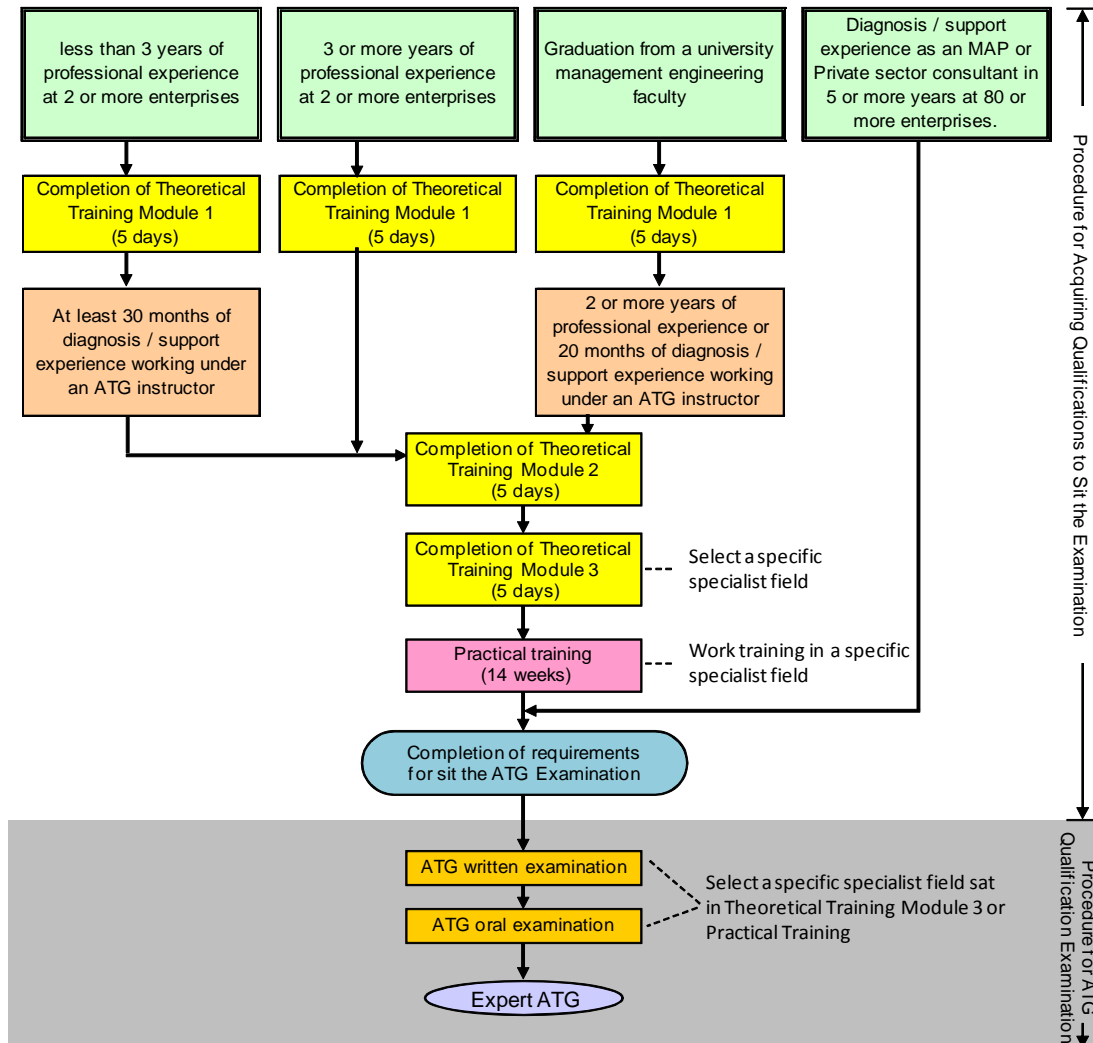 less than 3 years of
professional experience
at 2 or more enterprises
3 or more years of
professional experience
at 2 or more enterprises
Graduation from a university
management engineering
faculty
Diagnosis / support
experience as an MAP or
Private sector consultant in
5 or more years at 80 or
more enterprises.
Completion of Theoretical
Training Module 1
(5 days)
Completion of Theoretical
Training Module 1
(5 days)
Completion of Theoretical
Training Module 1
(5 days)
At least 30 months of
diagnosis / support
experience working under
an ATG instructor
2 or more years of
professional experience or
20 months of diagnosis /
support experience working
under an ATG instructor
Completion of Theoretical
Training Module 2
(5 days)
Completion of Theoretical
Training Module 3
(5 days)
Select a specific
specialist field
Practical training
(14 weeks)
Work training in a specific
specialist field
Completion of requirements
for sit the ATG Examination
Procedure for Acquiring Qualifications to Sit the Examination
ATG written examination
ATG oral examination
Select a specific specialist field sat
in Theoretical Training Module 3 or
Practical Training
Expert ATG
Procedure for ATG
Qualification Examination